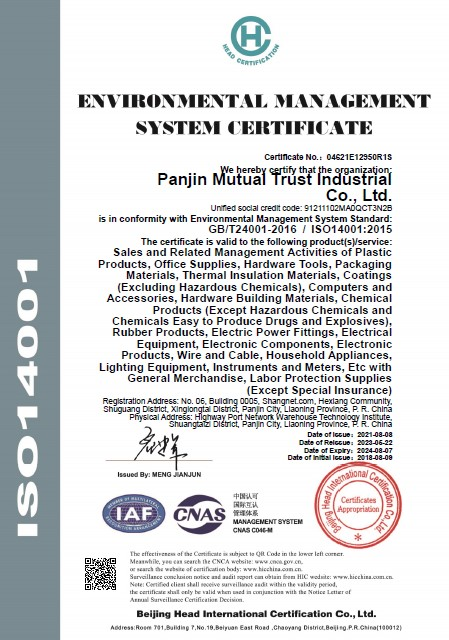 HC
HEAD CERTIFICATION
ENVIRONMENTAL MANAGEMENT
SYSTEM CERTIFICATE
Certificate No.: 04621E12950R1S
We hereby certify that the organization:
Panjin Mutual Trust Industrial
Co., Ltd.
Unified social credit code: 91211102MA0QCT3N2B
is in conformity with Environmental Management System Standard:
GB/T24001-2016 / ISO14001:2015
The certificate is valid to the following product(s)/service:
Sales and Related Management Activities of Plastic
Products, Office Supplies, Hardware Tools, Packaging
Materials, Thermal Insulation Materials, Coatings
(Excluding Hazardous Chemicals), Computers and
Accessories, Hardware Building Materials, Chemical
Products (Except Hazardous Chemicals and
Chemicals Easy to Produce Drugs and Explosives),
Rubber Products, Electric Power Fittings, Electrical
Equipment, Electronic Components, Electronic
Products, Wire and Cable, Household Appliances,
Lighting Equipment, Instruments and Meters, Etc with
General Merchandise, Labor Protection Supplies
(Except Special Insurance)
Registration Address: No. 06, Building 0005, Shangnet.com, Hexiang Community,
Shuguang District, Xinglongtai District, Panjin City, Liaoning Province, P. R. China
Physical Address: Highway Port Network Warehouse Technology Institute,
Shuangtaizi District, Panjin City, Liaoning Province, P. R. China
Date of Issue: 2021-08-08
Date of Reissue: 2023-06-22
Date of Expiry: 2024-08-07
Date of Initial Issue: 2018-08-09
Issued By: MENG JIANJUN
ISO14001
MEMBER OF MULTILATERAL
IAF
RECOGNITION ARRANGEMENT
CNAS
中国认可
国际互认
管理体系
MANAGEMENT SYSTEM
CNAS C046-M
Beijing Head International Certification Co.,Ltd
Certificates
Appropriation
The effectiveness of the Certificate is subject to QR Code in the lower left corner.
Meanwhile, you can search the CNCA website: www.cnca.gov.cn,
or search the website of certification body: www.hicchina.com.cn.
Surveillance conclusion notice and audit report can obtain from HIC wedsite: www.hicchina.com.cn.
Note: Certified client shall receive surveillance audit within the validity period,
the certificate shall only be valid when used in conjunction with the Notice Letter of
Annual Surveillance Certification Decision.
Beijing Head International Certification Co., Ltd.
Address:Room 701,Building 7,No.19,Beiyuan East Road ,Chaoyang District,Beijing.P.R.China(100012)